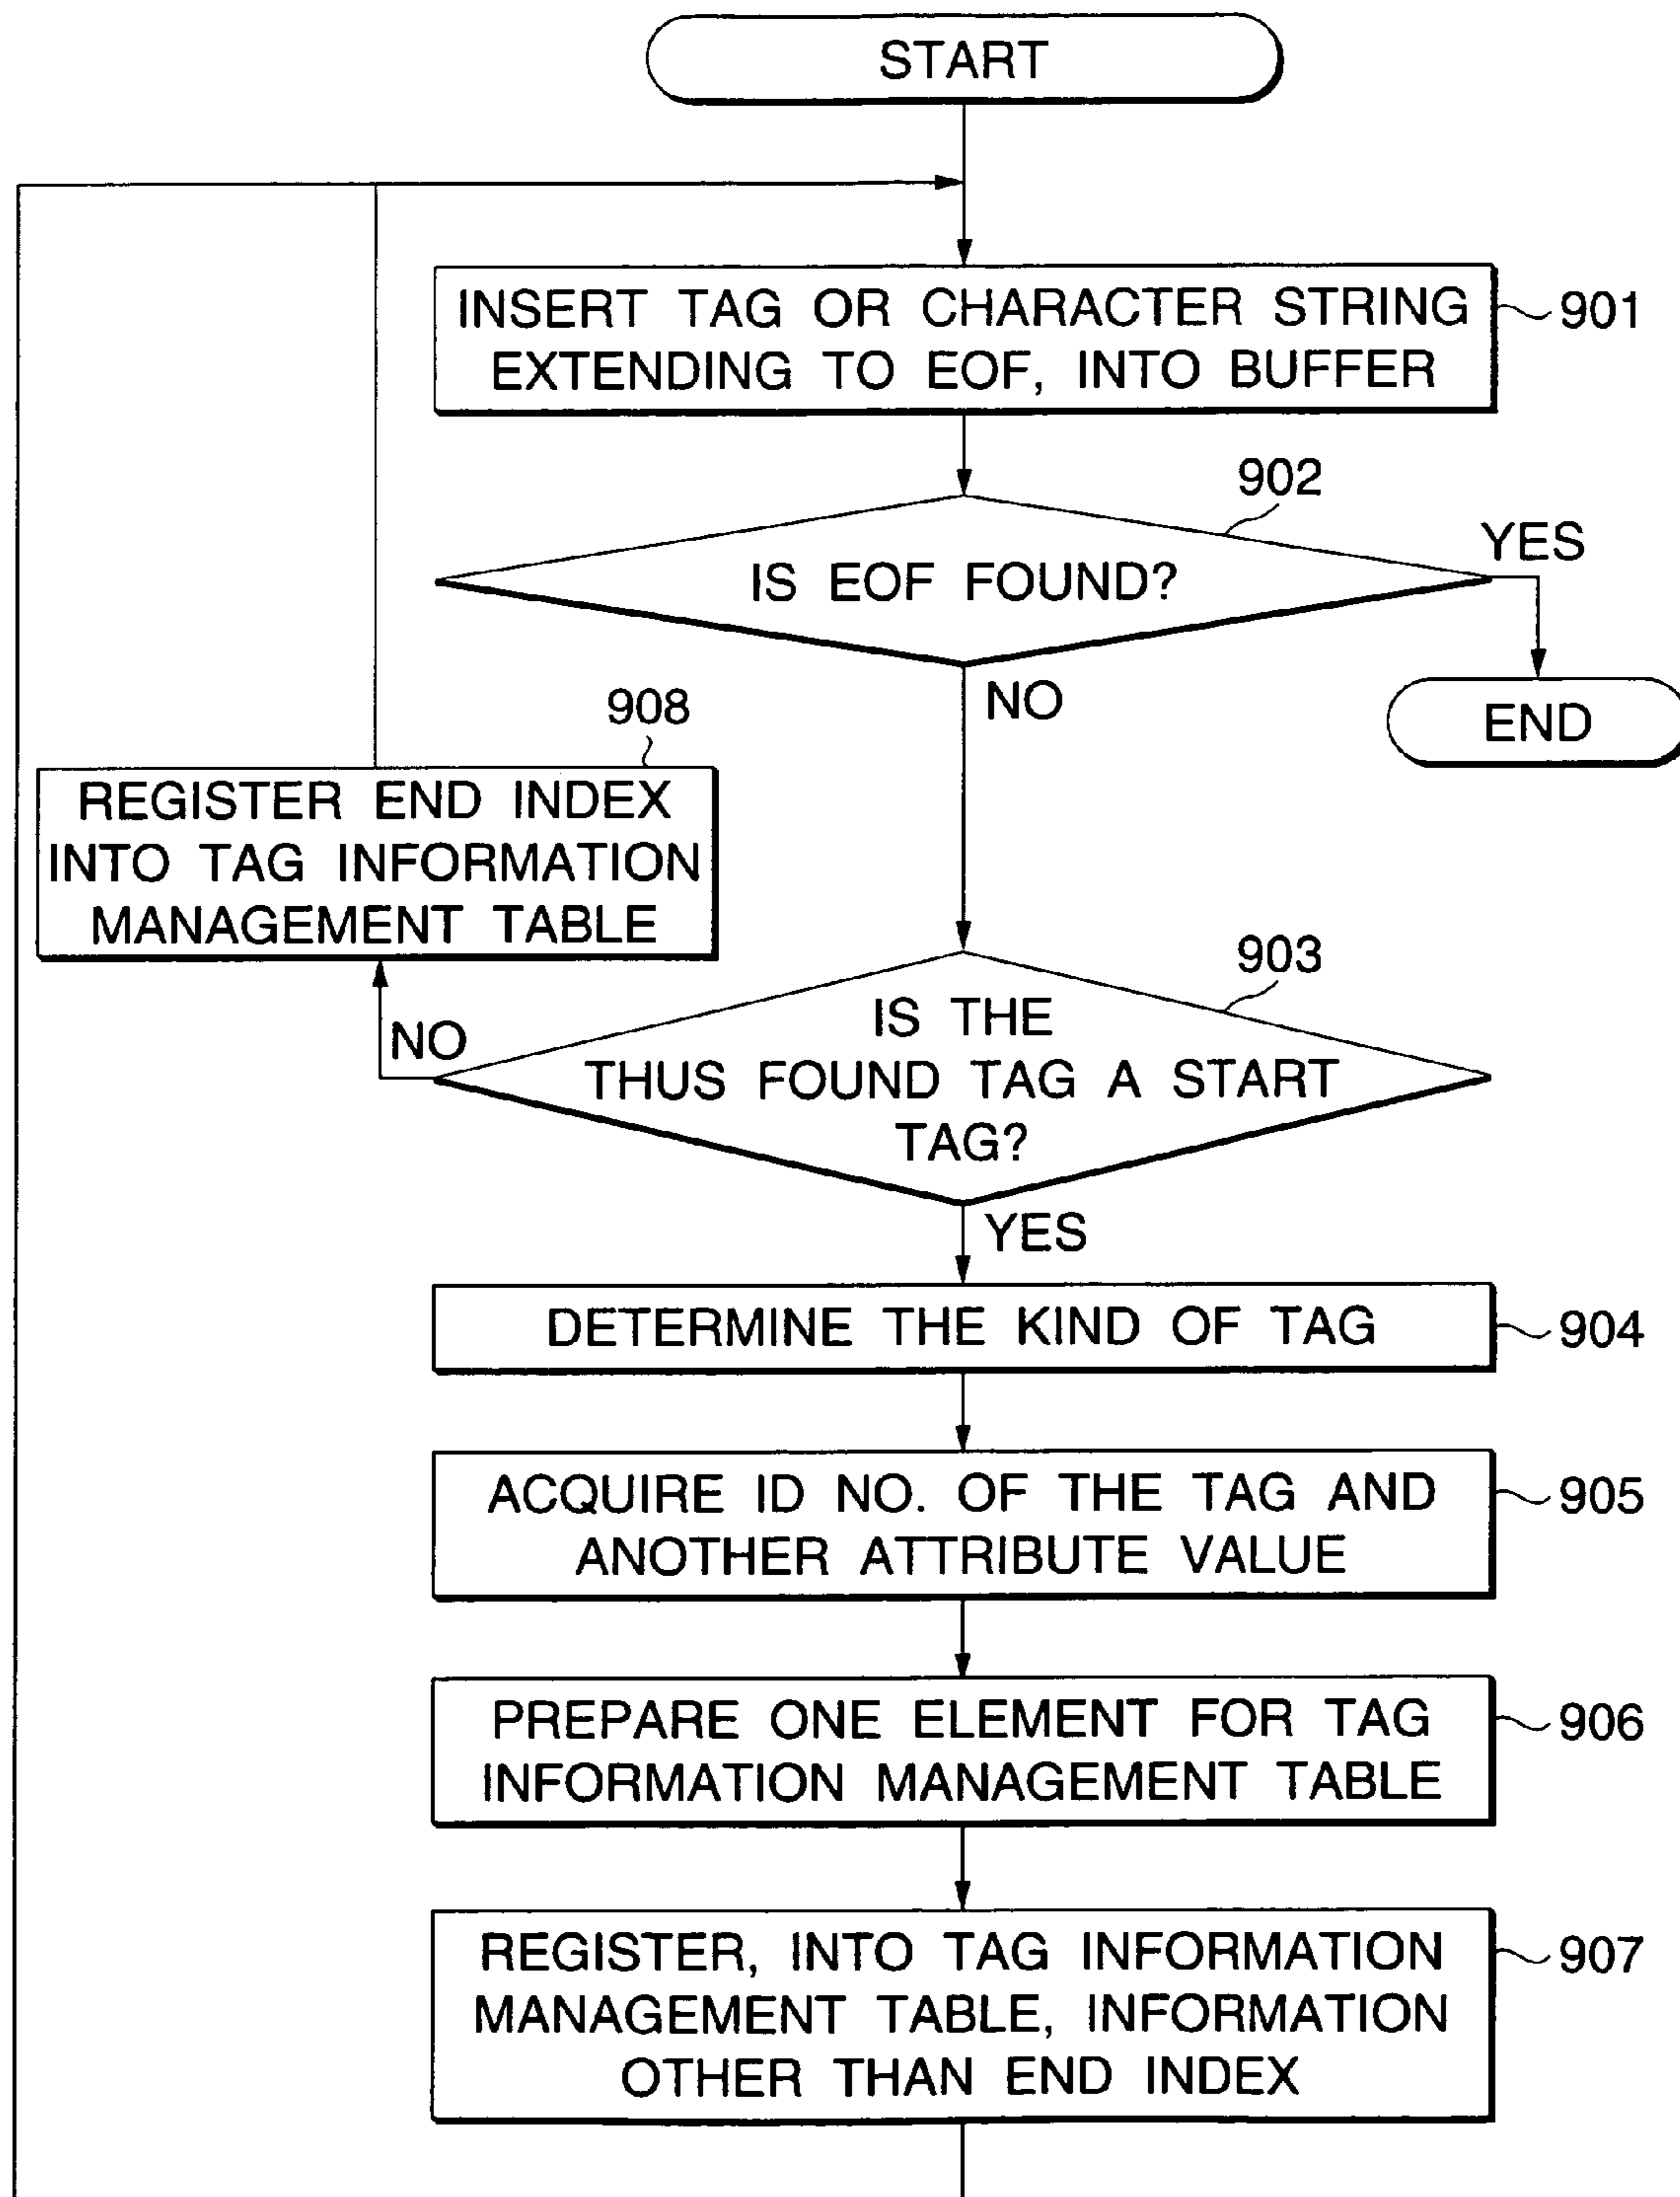 START
INSERT TAG OR CHARACTER STRING
EXTENDING TO EOF, INTO BUFFER
901
902
IS EOF FOUND?
YES
END
NO
908
REGISTER END INDEX
INTO TAG INFORMATION
MANAGEMENT TABLE
903
IS THE
THUS FOUND TAG A START
TAG?
NO
YES
DETERMINE THE KIND OF TAG
904
ACQUIRE ID NO. OF THE TAG AND
ANOTHER ATTRIBUTE VALUE
905
PREPARE ONE ELEMENT FOR TAG
INFORMATION MANAGEMENT TABLE
906
REGISTER, INTO TAG INFORMATION
MANAGEMENT TABLE, INFORMATION
OTHER THAN END INDEX
907